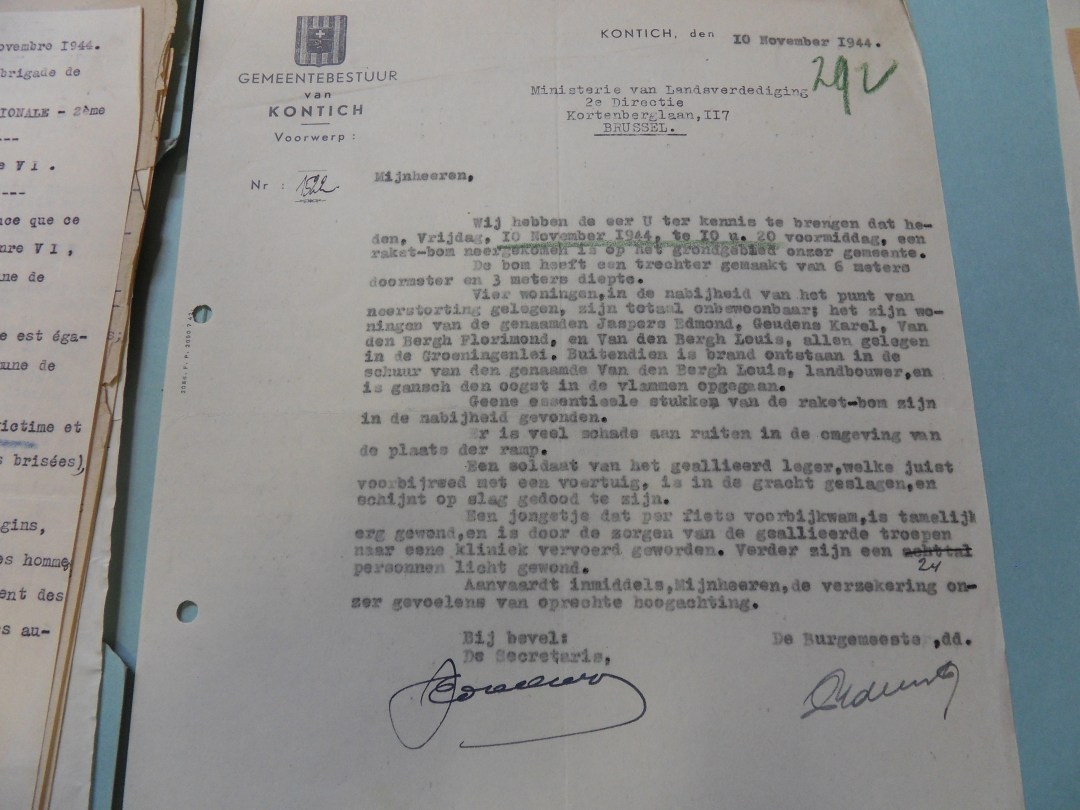 ovembre 1944.
brigade de
IONALE - 2ème
---
e V1 .
---
nce que ce
nre V1 ,
ne de
e est éga-
mune de
ictime et
s brisées),
gins,
es homme
ent des
s au-
GEMEENTEBESTUUR
van
KONTICH
Voorwerp :
Nr : 1522
KONTICH, den 10 November 1944.
292
Ministerie van Landsverdediging
2e Directie
Kortenberglaan,117
BRUSSEL.
Mijnheeren,
Wij hebben de eer U ter kennis te brengen dat he-
den, Vrijdag, 10 November 1944, te 10 u. 20 voormiddag, een
raket-bom neergekomen is op het grondgebied onzer gemeente.
De bom heeft een trechter gemaakt van 6 meters
doormeter en 3 meters diepte.
Vier woningen,in de nabijheid van het punt van
neerstorting gelegen, zijn totaal onbewoonbaar; het zijn wo-
ningen van de genaamden Jaspers Edmond, Geudens Karel, Van
den Bergh Florimond, en Van den Bergh Louis, allen gelegen
in de Groeningenlei. Buitendien is brand ontstaan in de
schuur van den genaamde Van den Bergh Louis, landbouwer,en
is gansch den oogst in de vlammen opgegaan.
Geene essentieele stukken van de raket-bom zijn
in de nabijheid gevonden.
Er is veel schade aan ruiten in de omgeving van
de plaats der ramp.
Een soldaat van het geallieerd leger,welke juist
voorbijreed met een voertuig, is in de gracht geslagen,en
schijnt op slag gedood te zijn.
Een jongetje dat per fiets voorbijkwam,is tamelijk
erg gewond,en is door de zorgen van de geallieerde troepen
naar eene kliniek vervoerd geworden. Verder zijn een achttal
24
personnen licht gewond.
Aanvaardt inmiddels,Mijnheeren,de verzekering on-
zer gevoelens van oprechte hoogachting.
Bij bevel: De Burgemeester,dd.
De Secretaris,